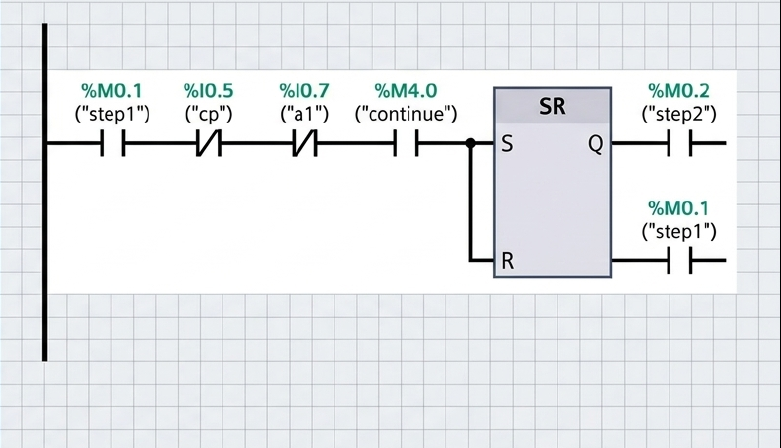 %M0.1 %I0.5 %I0.7 %M4.0
("step1") ("cp") ("a1") ("continue")
SR
%M0.2
("step2")
S Q
%M0.1
("step1")
R